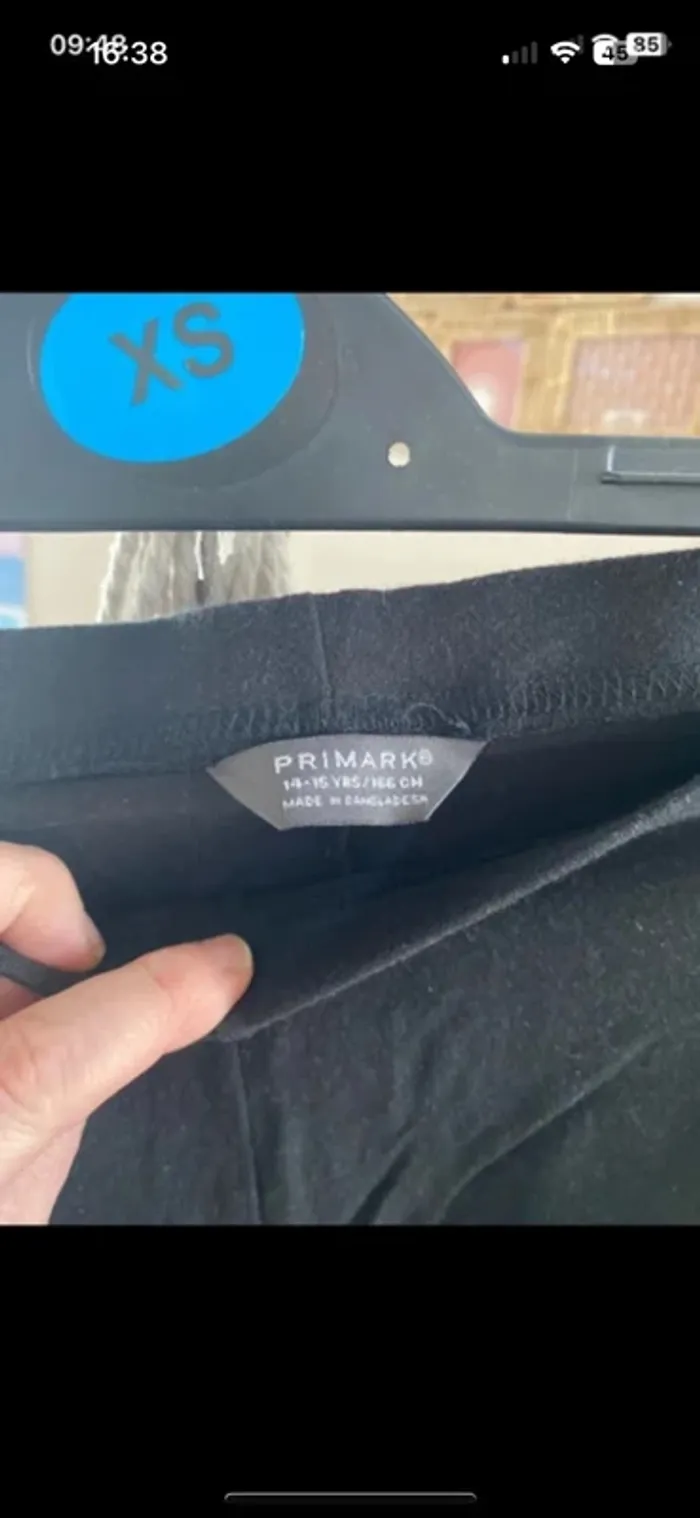 09:48
16:38
45
85
XS
PRIMARK®
14-15 YRS/166 CM
MADE IN BANGLADESH